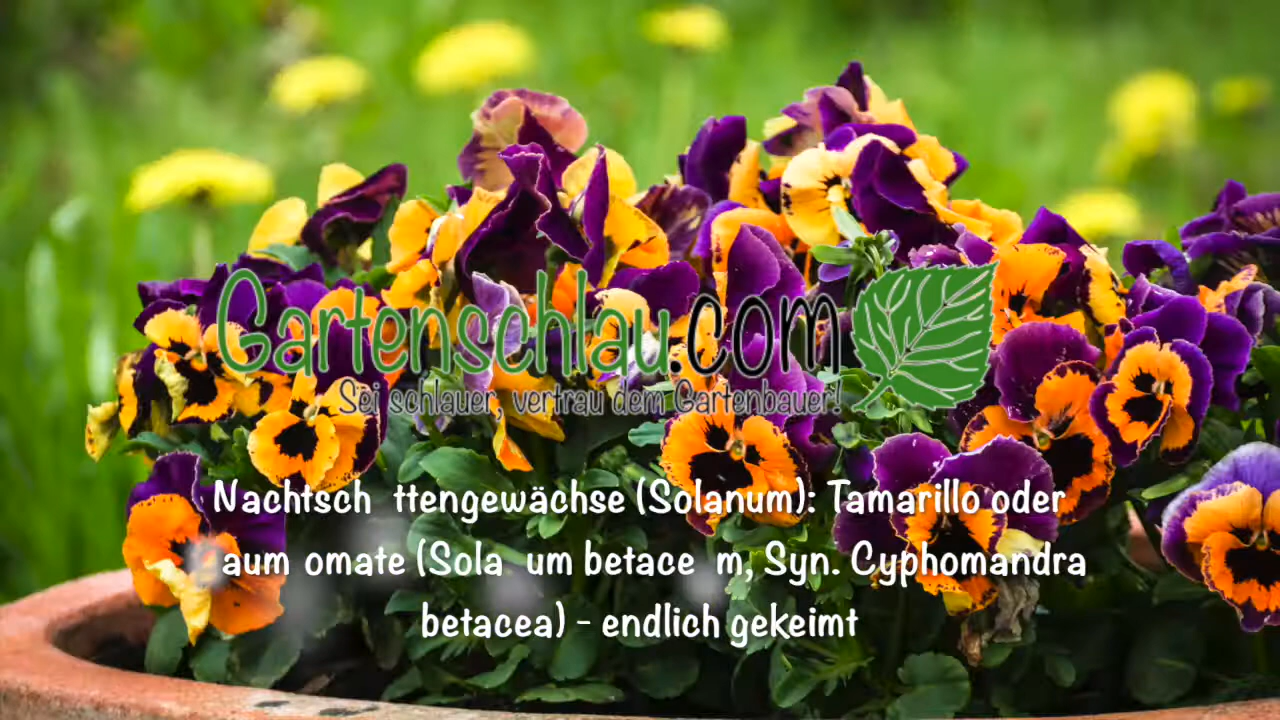 Gartenschlau.com
Sei schlauer, vertrau dem Gartenbauer!
Nachtsch ttengewächse (Solanum): Tamarillo oder
aum omate (Sola um betace m, Syn. Cyphomandra
betacea) - endlich gekeimt